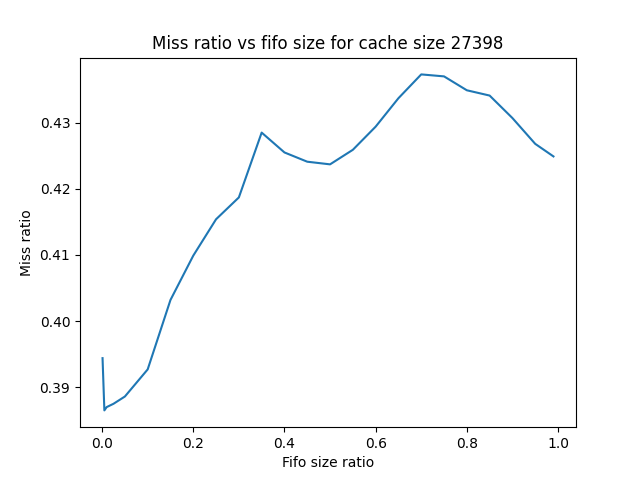 Miss ratio vs fifo size for cache size 27398
0.43
0.42
0.41
0.40
0.39
Miss ratio
0.0 0.2 0.4 0.6 0.8 1.0
Fifo size ratio